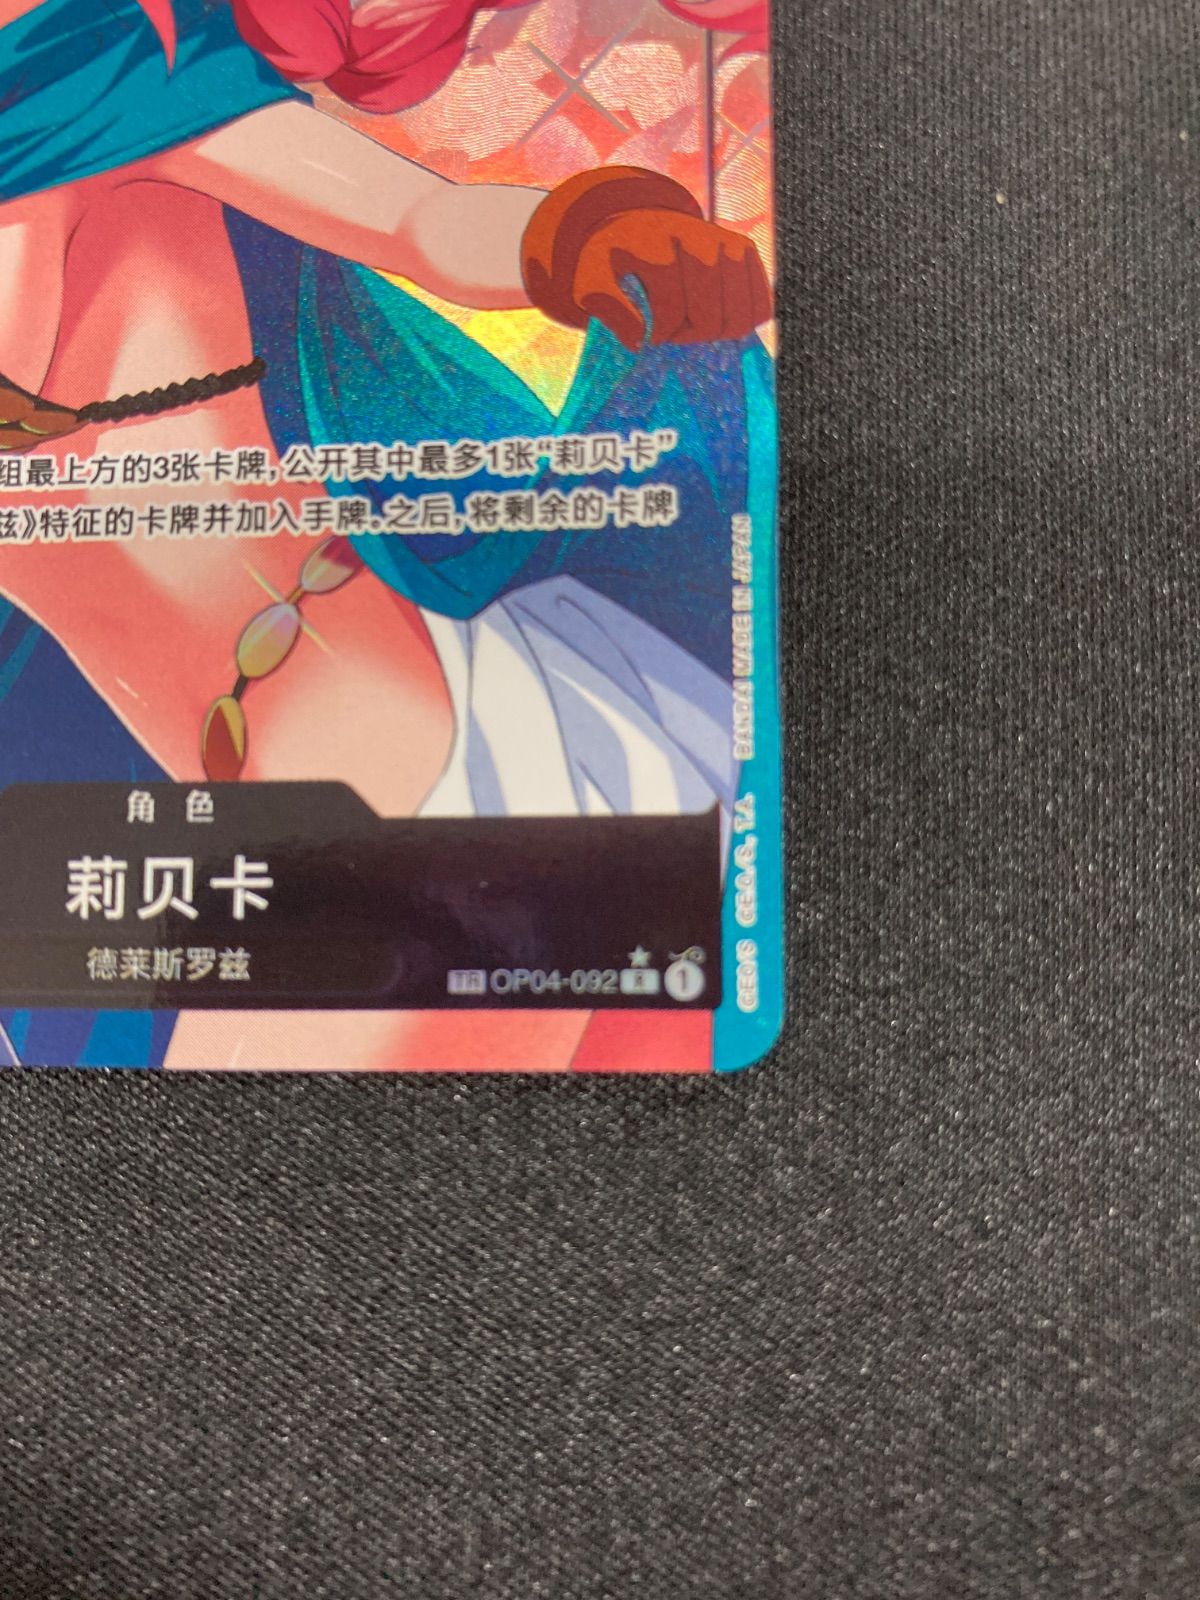 组最上方的3张卡牌,公开其中最多1张“莉贝卡”
兹》特征的卡牌并加入手牌。之后,将剩余的卡牌
角 色
莉贝卡
德莱斯罗兹
TR OP04-092 R 1
©E.O./S ©E.O./S., T.A. BANDAI MADE IN JAPAN